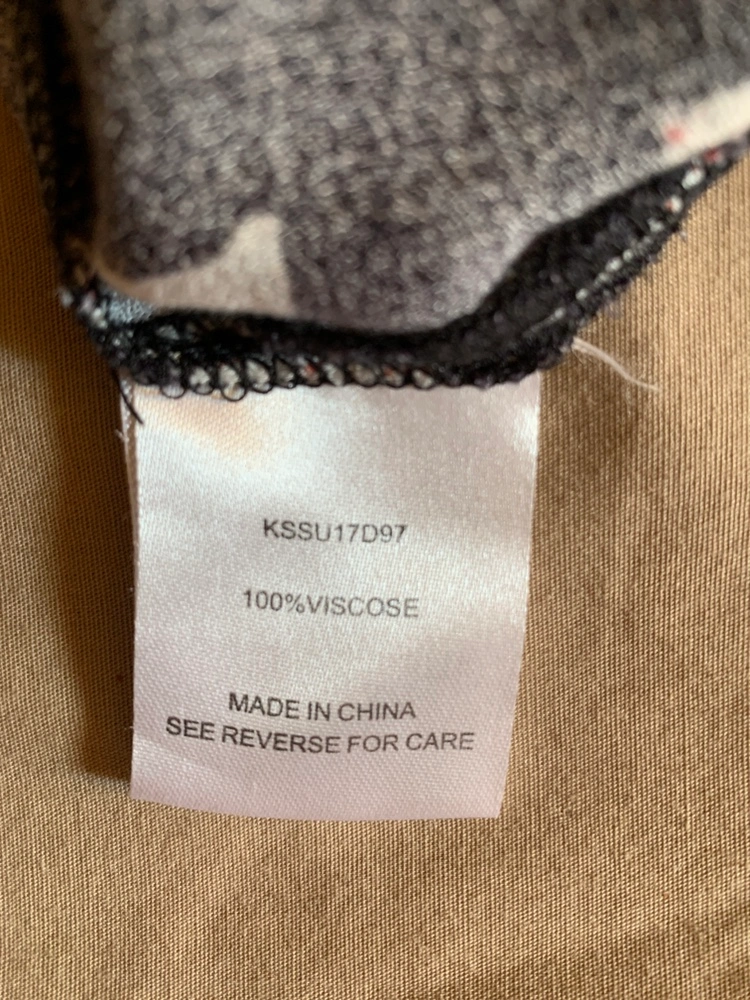 KSSU17D97
100%VISCOSE
MADE IN CHINA
SEE REVERSE FOR CARE